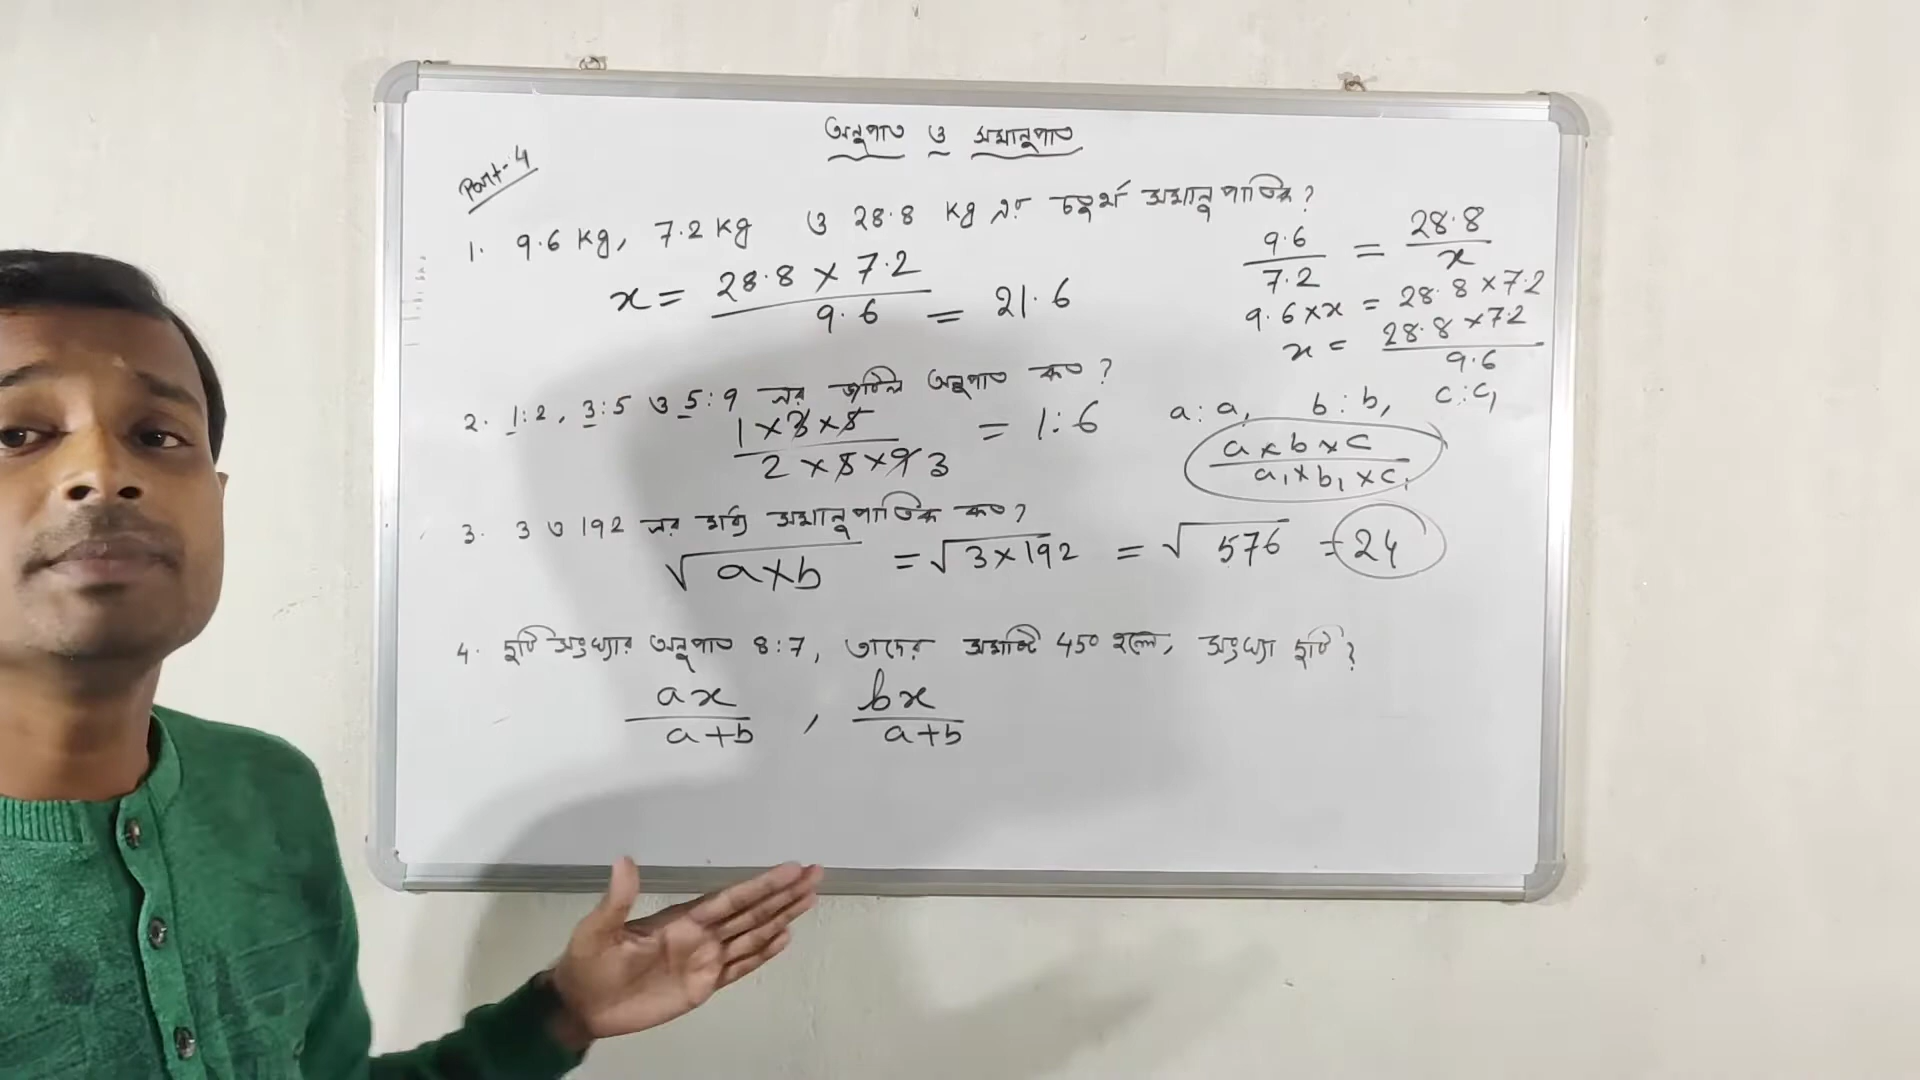 অনুপাত ও সমানুপাত
Part-4
1. 9.6 kg, 7.2 kg ও 28.8 kg এর চতুর্থ সমানুপাতিক?
x = 28.8 × 7.2 / 9.6 = 21.6
9.6 / 7.2 = 28.8 / x
9.6 × x = 28.8 × 7.2
x = 28.8 × 7.2 / 9.6
2. 1:2, 3:5 ও 5:9 এর জটিল অনুপাত কত?
1 × 3 × 5 / 2 × 5 × 9 3 = 1:6
a : a₁ b : b₁ c : c₁
a × b × c / a₁ × b₁ × c₁
3. 3 ও 192 এর মধ্য সমানুপাতিক কত?
√a×b = √3×192 = √576 = 24
4. দুটি সংখ্যার অনুপাত 8:7, তাদের সমষ্টি 450 হলে, সংখ্যা দুটি?
ax / a+b , bx / a+b